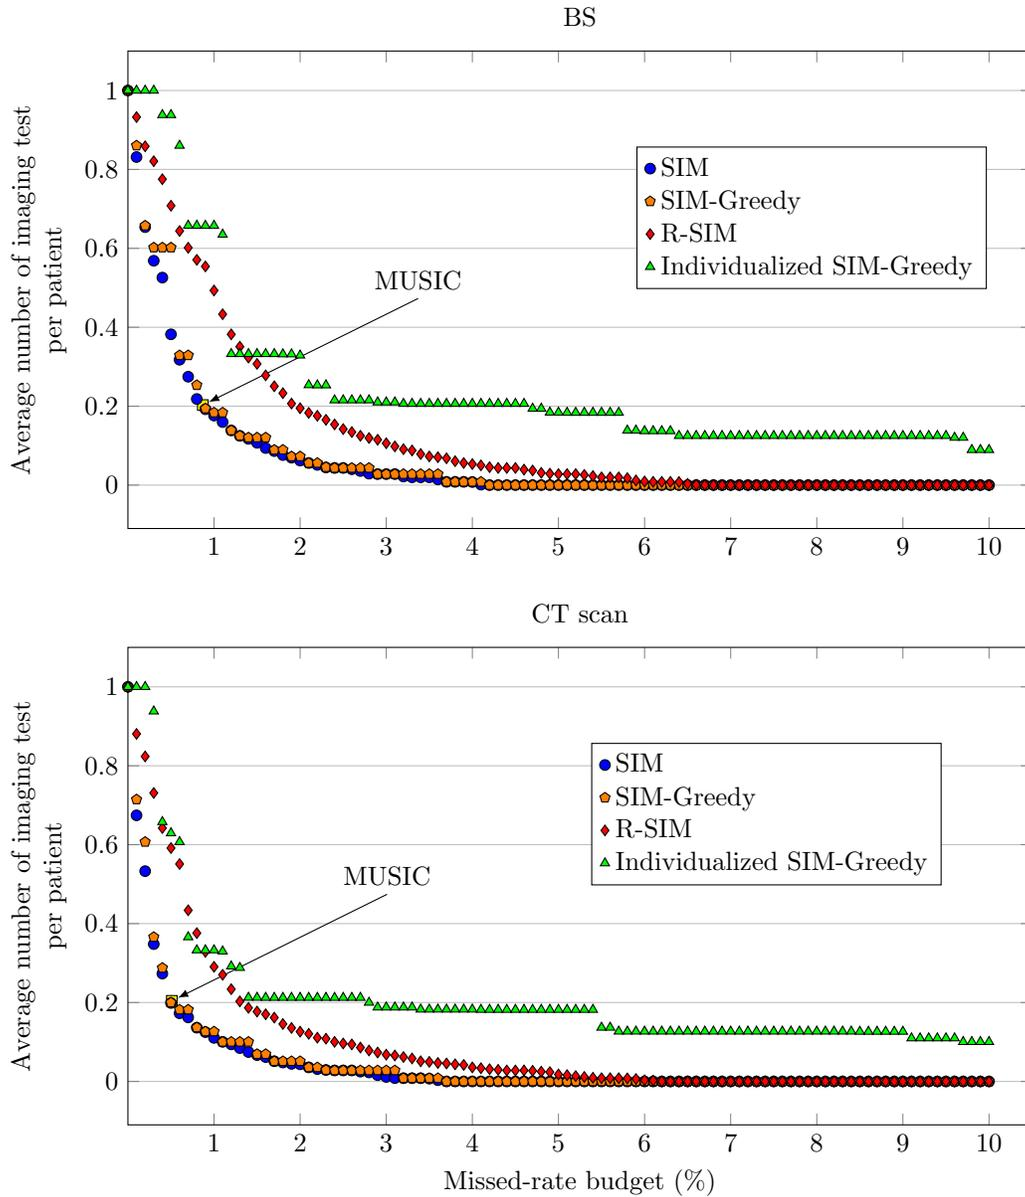 BS
Average number of imaging test
per patient
1
0.8
0.6
0.4
0.2
0
SIM
SIM-Greedy
R-SIM
Individualized SIM-Greedy
MUSIC
1 2 3 4 5 6 7 8 9 10
CT scan
Average number of imaging test
per patient
1
0.8
0.6
0.4
0.2
0
SIM
SIM-Greedy
R-SIM
Individualized SIM-Greedy
MUSIC
1 2 3 4 5 6 7 8 9 10
Missed-rate budget (%)